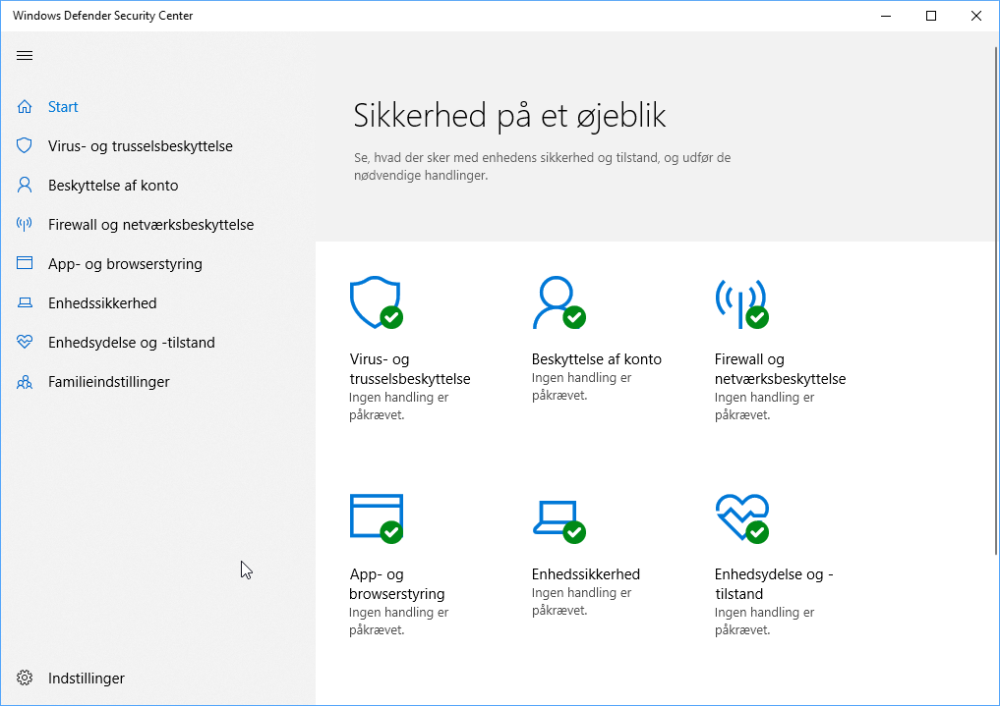 Windows Defender Security Center
Start
Virus- og trusselsbeskyttelse
Beskyttelse af konto
Firewall og netværksbeskyttelse
App- og browserstyring
Enhedssikkerhed
Enhedsydelse og -tilstand
Familieindstillinger
Indstillinger
Sikkerhed på et øjeblik
Se, hvad der sker med enhedens sikkerhed og tilstand, og udfør de
nødvendige handlinger.
Virus- og
trusselsbeskyttelse
Ingen handling er
påkrævet.
Beskyttelse af konto
Ingen handling er
påkrævet.
Firewall og
netværksbeskyttelse
Ingen handling er
påkrævet.
App- og
browserstyring
Ingen handling er
påkrævet.
Enhedssikkerhed
Ingen handling er
påkrævet.
Enhedsydelse og -
tilstand
Ingen handling er
påkrævet.